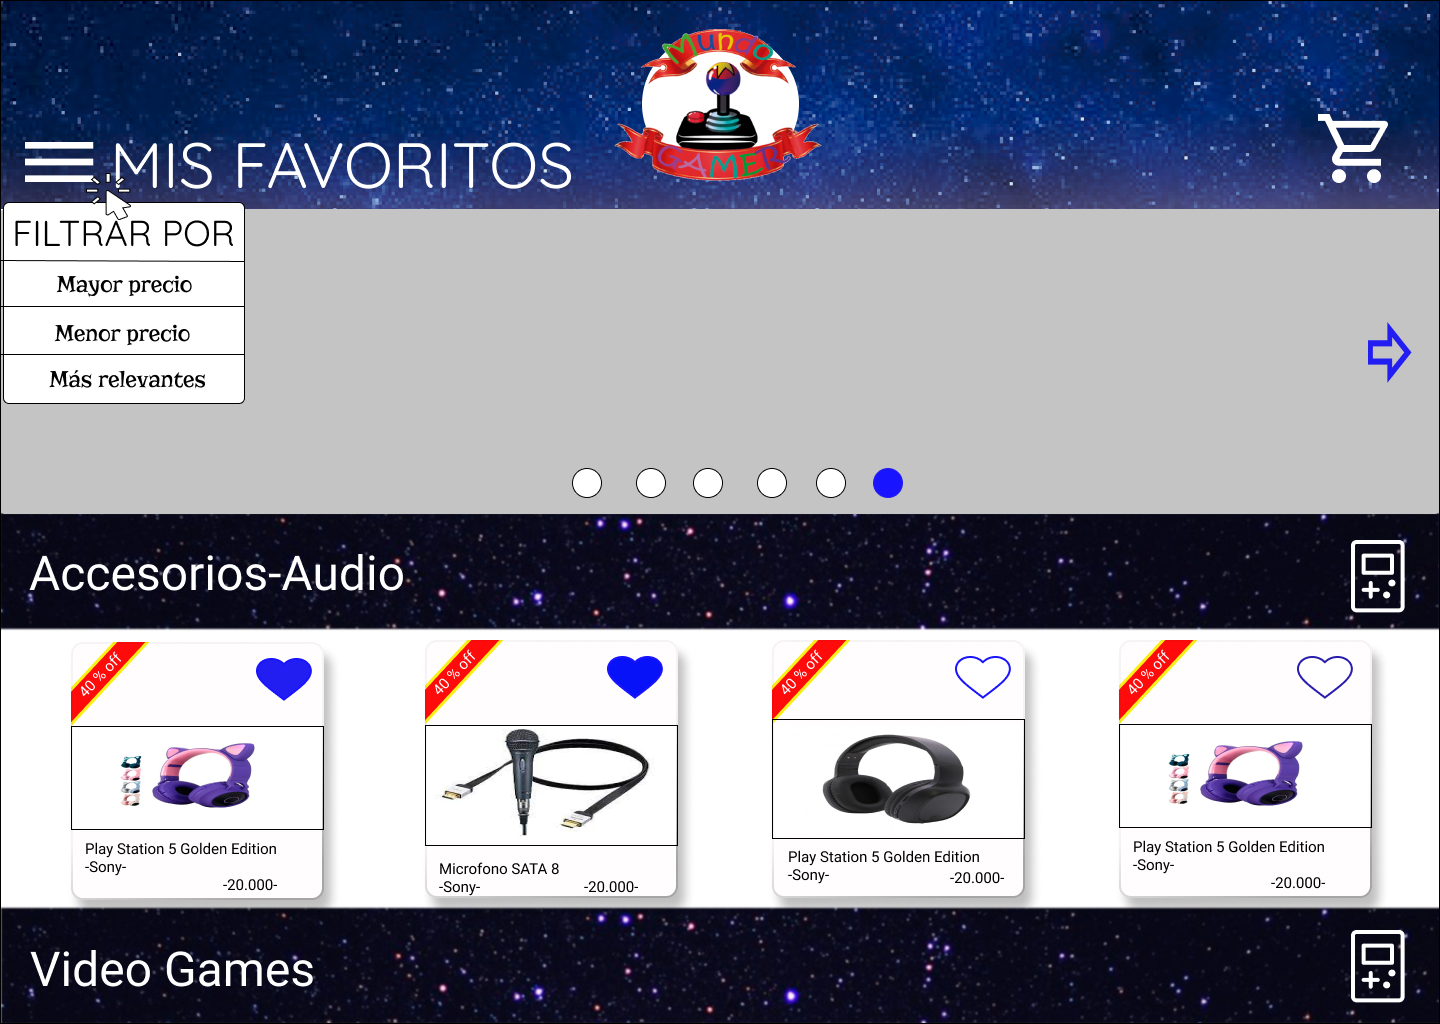 Mundo
GAMER
MIS FAVORITOS
FILTRAR POR
Mayor precio
Menor precio
Más relevantes
Accesorios-Audio
40 % off
40 % off
40 % off
40 % off
Play Station 5 Golden Edition
-Sony-
-20.000-
Microfono SATA 8
-Sony-
-20.000-
Play Station 5 Golden Edition
-Sony-
-20.000-
Play Station 5 Golden Edition
-Sony-
-20.000-
Video Games